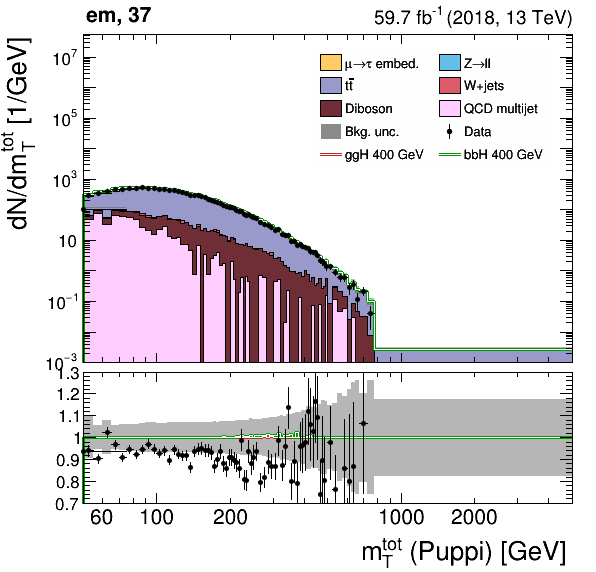 em, 37
59.7 fb⁻¹ (2018, 13 TeV)
dN/dm_T^tot [1/GeV]
μ→τ embed.
Z→ll
tt̄
W+jets
Diboson
QCD multijet
Bkg. unc.
Data
ggH 400 GeV
bbH 400 GeV
10⁷
10⁵
10³
10
10⁻¹
10⁻³
1.3
1.2
1.1
1
0.9
0.8
0.7
60 100 200 1000 2000
m_T^tot (Puppi) [GeV]